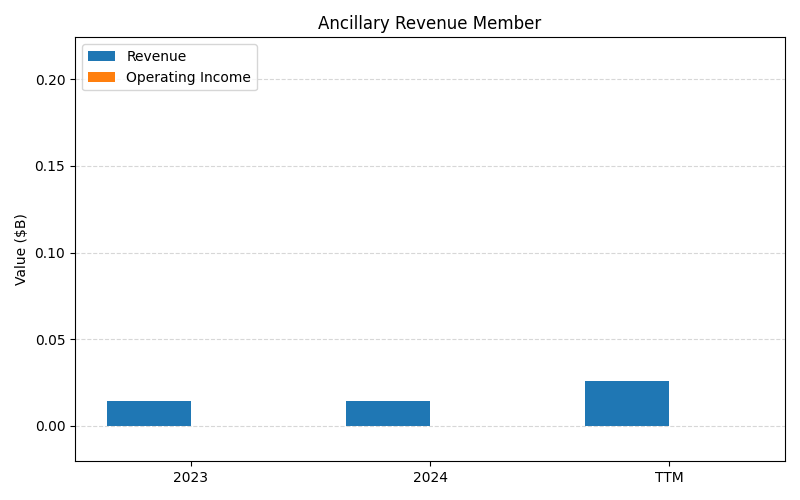 Ancillary Revenue Member
Revenue
Operating Income
Value ($B)
0.20
0.15
0.10
0.05
0.00
2023 2024 TTM